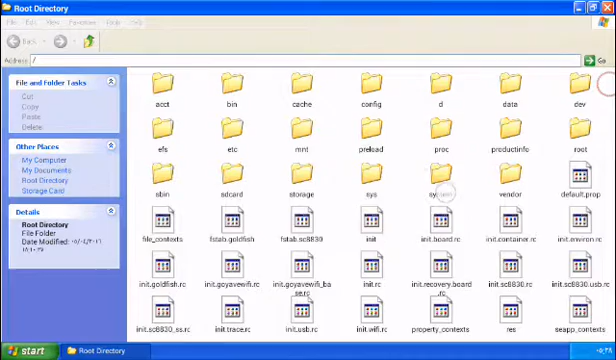 Root Directory
File Edit View Favorites Tools Help
Back
Address /
Go
File and Folder Tasks
Cut
Copy
Paste
Delete
Other Places
My Computer
My Documents
Root Directory
Storage Card
Details
Root Directory
File Folder
Date Modified:
acct bin cache config d data dev
efs etc mnt preload proc productinfo root
sbin sdcard storage sys system vendor default.prop
file_contexts fstab.goldfish fstab.sc8830 init init.board.rc init.container.rc init.environ.rc
init.goldfish.rc init.goyavewifi.rc init.goyavewifi_ba init.rc init.recovery.board init.sc8830.rc init.sc8830.usb.rc
se.rc .rc
init.sc8830_ss.rc init.trace.rc init.usb.rc init.wifi.rc property_contexts res seapp_contexts
start
Root Directory